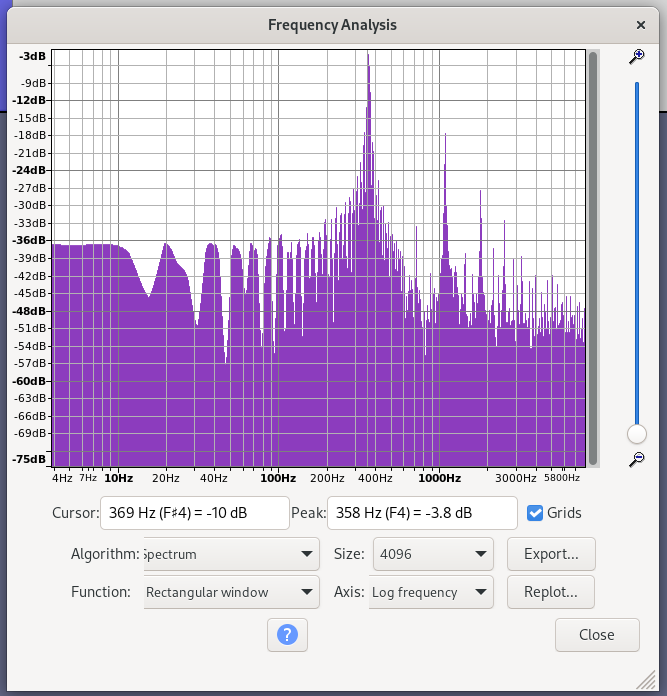 Frequency Analysis ×
-3dB
-9dB
-12dB
-15dB
-18dB
-21dB
-24dB
-27dB
-30dB
-33dB
-36dB
-39dB
-42dB
-45dB
-48dB
-51dB
-54dB
-57dB
-60dB
-63dB
-66dB
-69dB
-75dB
4Hz 7Hz 10Hz 20Hz 40Hz 100Hz 200Hz 400Hz 1000Hz 3000Hz 5800Hz
Cursor: 369 Hz (F♯4) = -10 dB Peak: 358 Hz (F4) = -3.8 dB Grids
Algorithm: Spectrum Size: 4096 Export...
Function: Rectangular window Axis: Log frequency Replot...
? Close